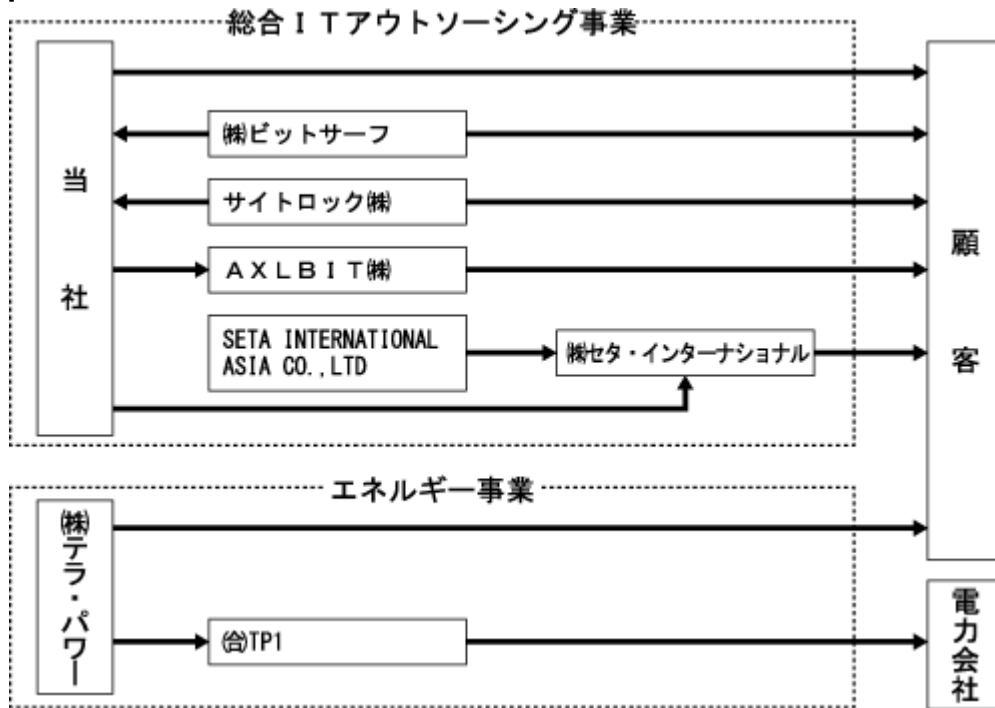 総合ＩＴアウトソーシング事業
当社
顧客
㈱ビットサーフ
サイトロック㈱
ＡＸＬＢＩＴ㈱
SETA INTERNATIONAL
ASIA CO.,LTD
㈱セタ・インターナショナル
エネルギー事業
㈱テラ・パワー
㈾TP1
電力会社